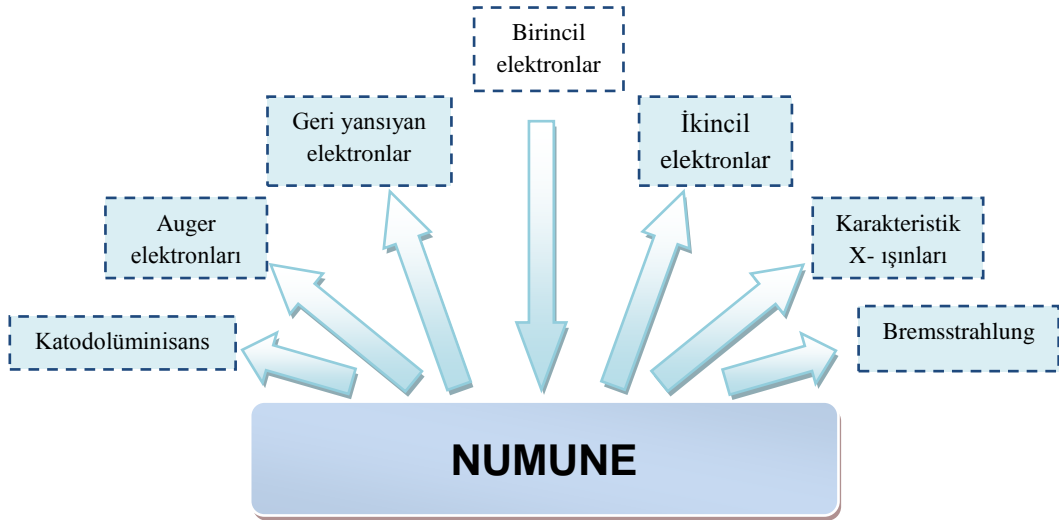 Birincil
elektronlar
Geri yansıyan
elektronlar
İkincil
elektronlar
Auger
elektronları
Karakteristik
X- ışınları
Katodolüminisans
Bremsstrahlung
NUMUNE